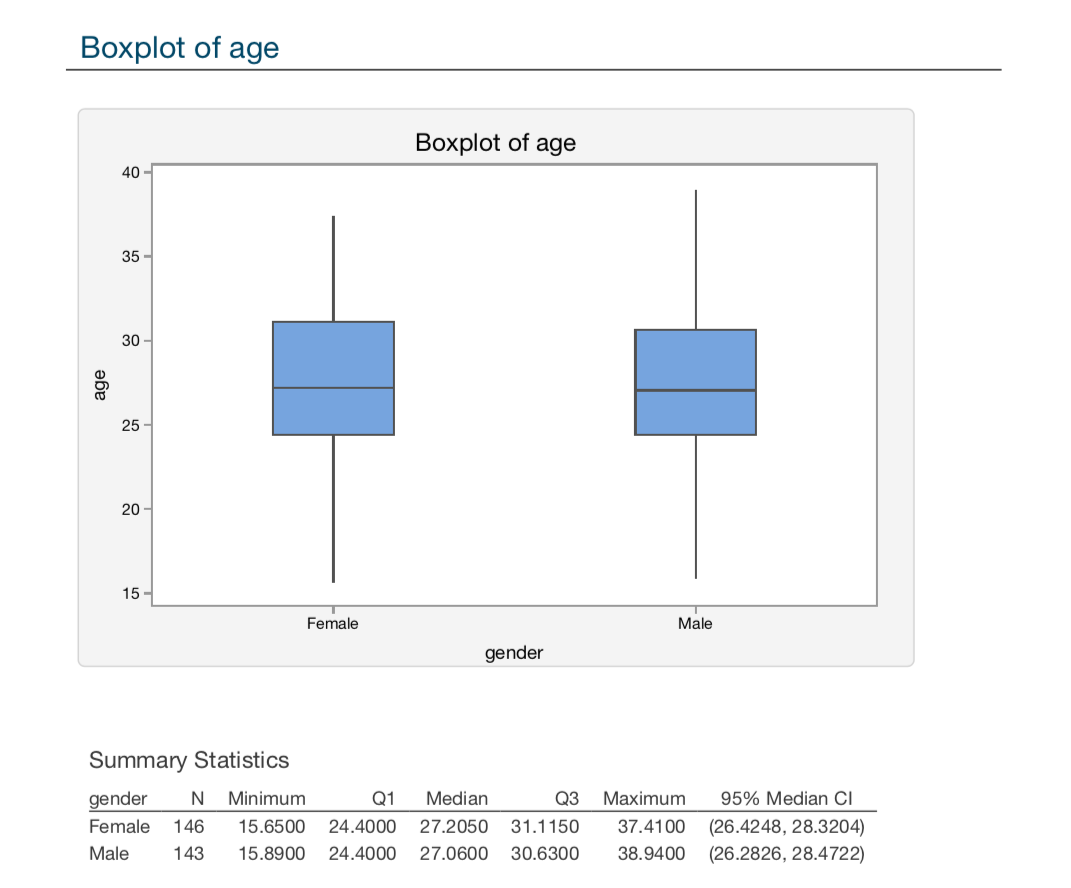 Boxplot of age
Boxplot of age
40
35
30
25
20
15
age
Female Male
gender
Summary Statistics
gender N Minimum Q1 Median Q3 Maximum 95% Median CI
Female 146 15.6500 24.4000 27.2050 31.1150 37.4100 (26.4248, 28.3204)
Male 143 15.8900 24.4000 27.0600 30.6300 38.9400 (26.2826, 28.4722)